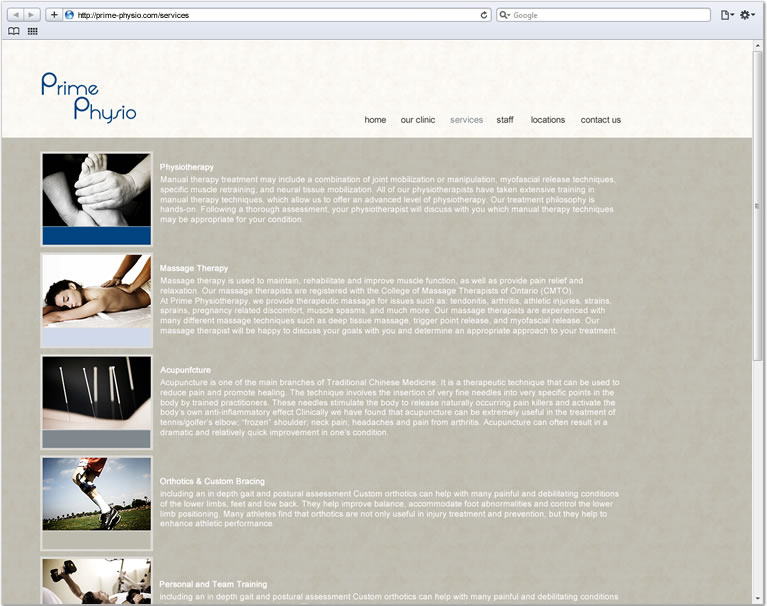 http://prime-physio.com/services
Google
Prime
Physio
home our clinic services staff locations contact us
Physiotherapy
Manual therapy treatment may include a combination of joint mobilization or manipulation, myofascial release techniques,
specific muscle retraining, and neural tissue mobilization. All of our physiotherapists have taken extensive training in
manual therapy techniques, which allow us to offer an advanced level of physiotherapy. Our treatment philosophy is
hands-on. Following a thorough assessment, your physiotherapist will discuss with you which manual therapy techniques
may be appropriate for your condition.
Massage Therapy
Massage therapy is used to maintain, rehabilitate and improve muscle function, as well as provide pain relief and
relaxation. Our massage therapists are registered with the College of Massage Therapists of Ontario (CMTO).
At Prime Physiotherapy, we provide therapeutic massage for issues such as: tendonitis, arthritis, athletic injuries, strains,
sprains, pregnancy related discomfort, muscle spasms, and much more. Our massage therapists are experienced with
many different massage techniques such as deep tissue massage, trigger point release, and myofascial release. Our
massage therapist will be happy to discuss your goals with you and determine an appropriate approach to your treatment.
Acupunfcture
Acupuncture is one of the main branches of Traditional Chinese Medicine. It is a therapeutic technique that can be used to
reduce pain and promote healing. The technique involves the insertion of very fine needles into very specific points in the
body by trained practitioners. These needles stimulate the body to release naturally occurring pain killers and activate the
body's own anti-inflammatory effect Clinically we have found that acupuncture can be extremely useful in the treatment of
tennis/golfer's elbow; "frozen" shoulder; neck pain; headaches and pain from arthritis. Acupuncture can often result in a
dramatic and relatively quick improvement in one's condition.
Orthotics & Custom Bracing
including an in depth gait and postural assessment Custom orthotics can help with many painful and debilitating conditions
of the lower limbs, feet and low back. They help improve balance, accommodate foot abnormalities and control the lower
limb positioning. Many athletes find that orthotics are not only useful in injury treatment and prevention, but they help to
enhance athletic performance.
Personal and Team Training
including an in depth gait and postural assessment Custom orthotics can help with many painful and debilitating conditions